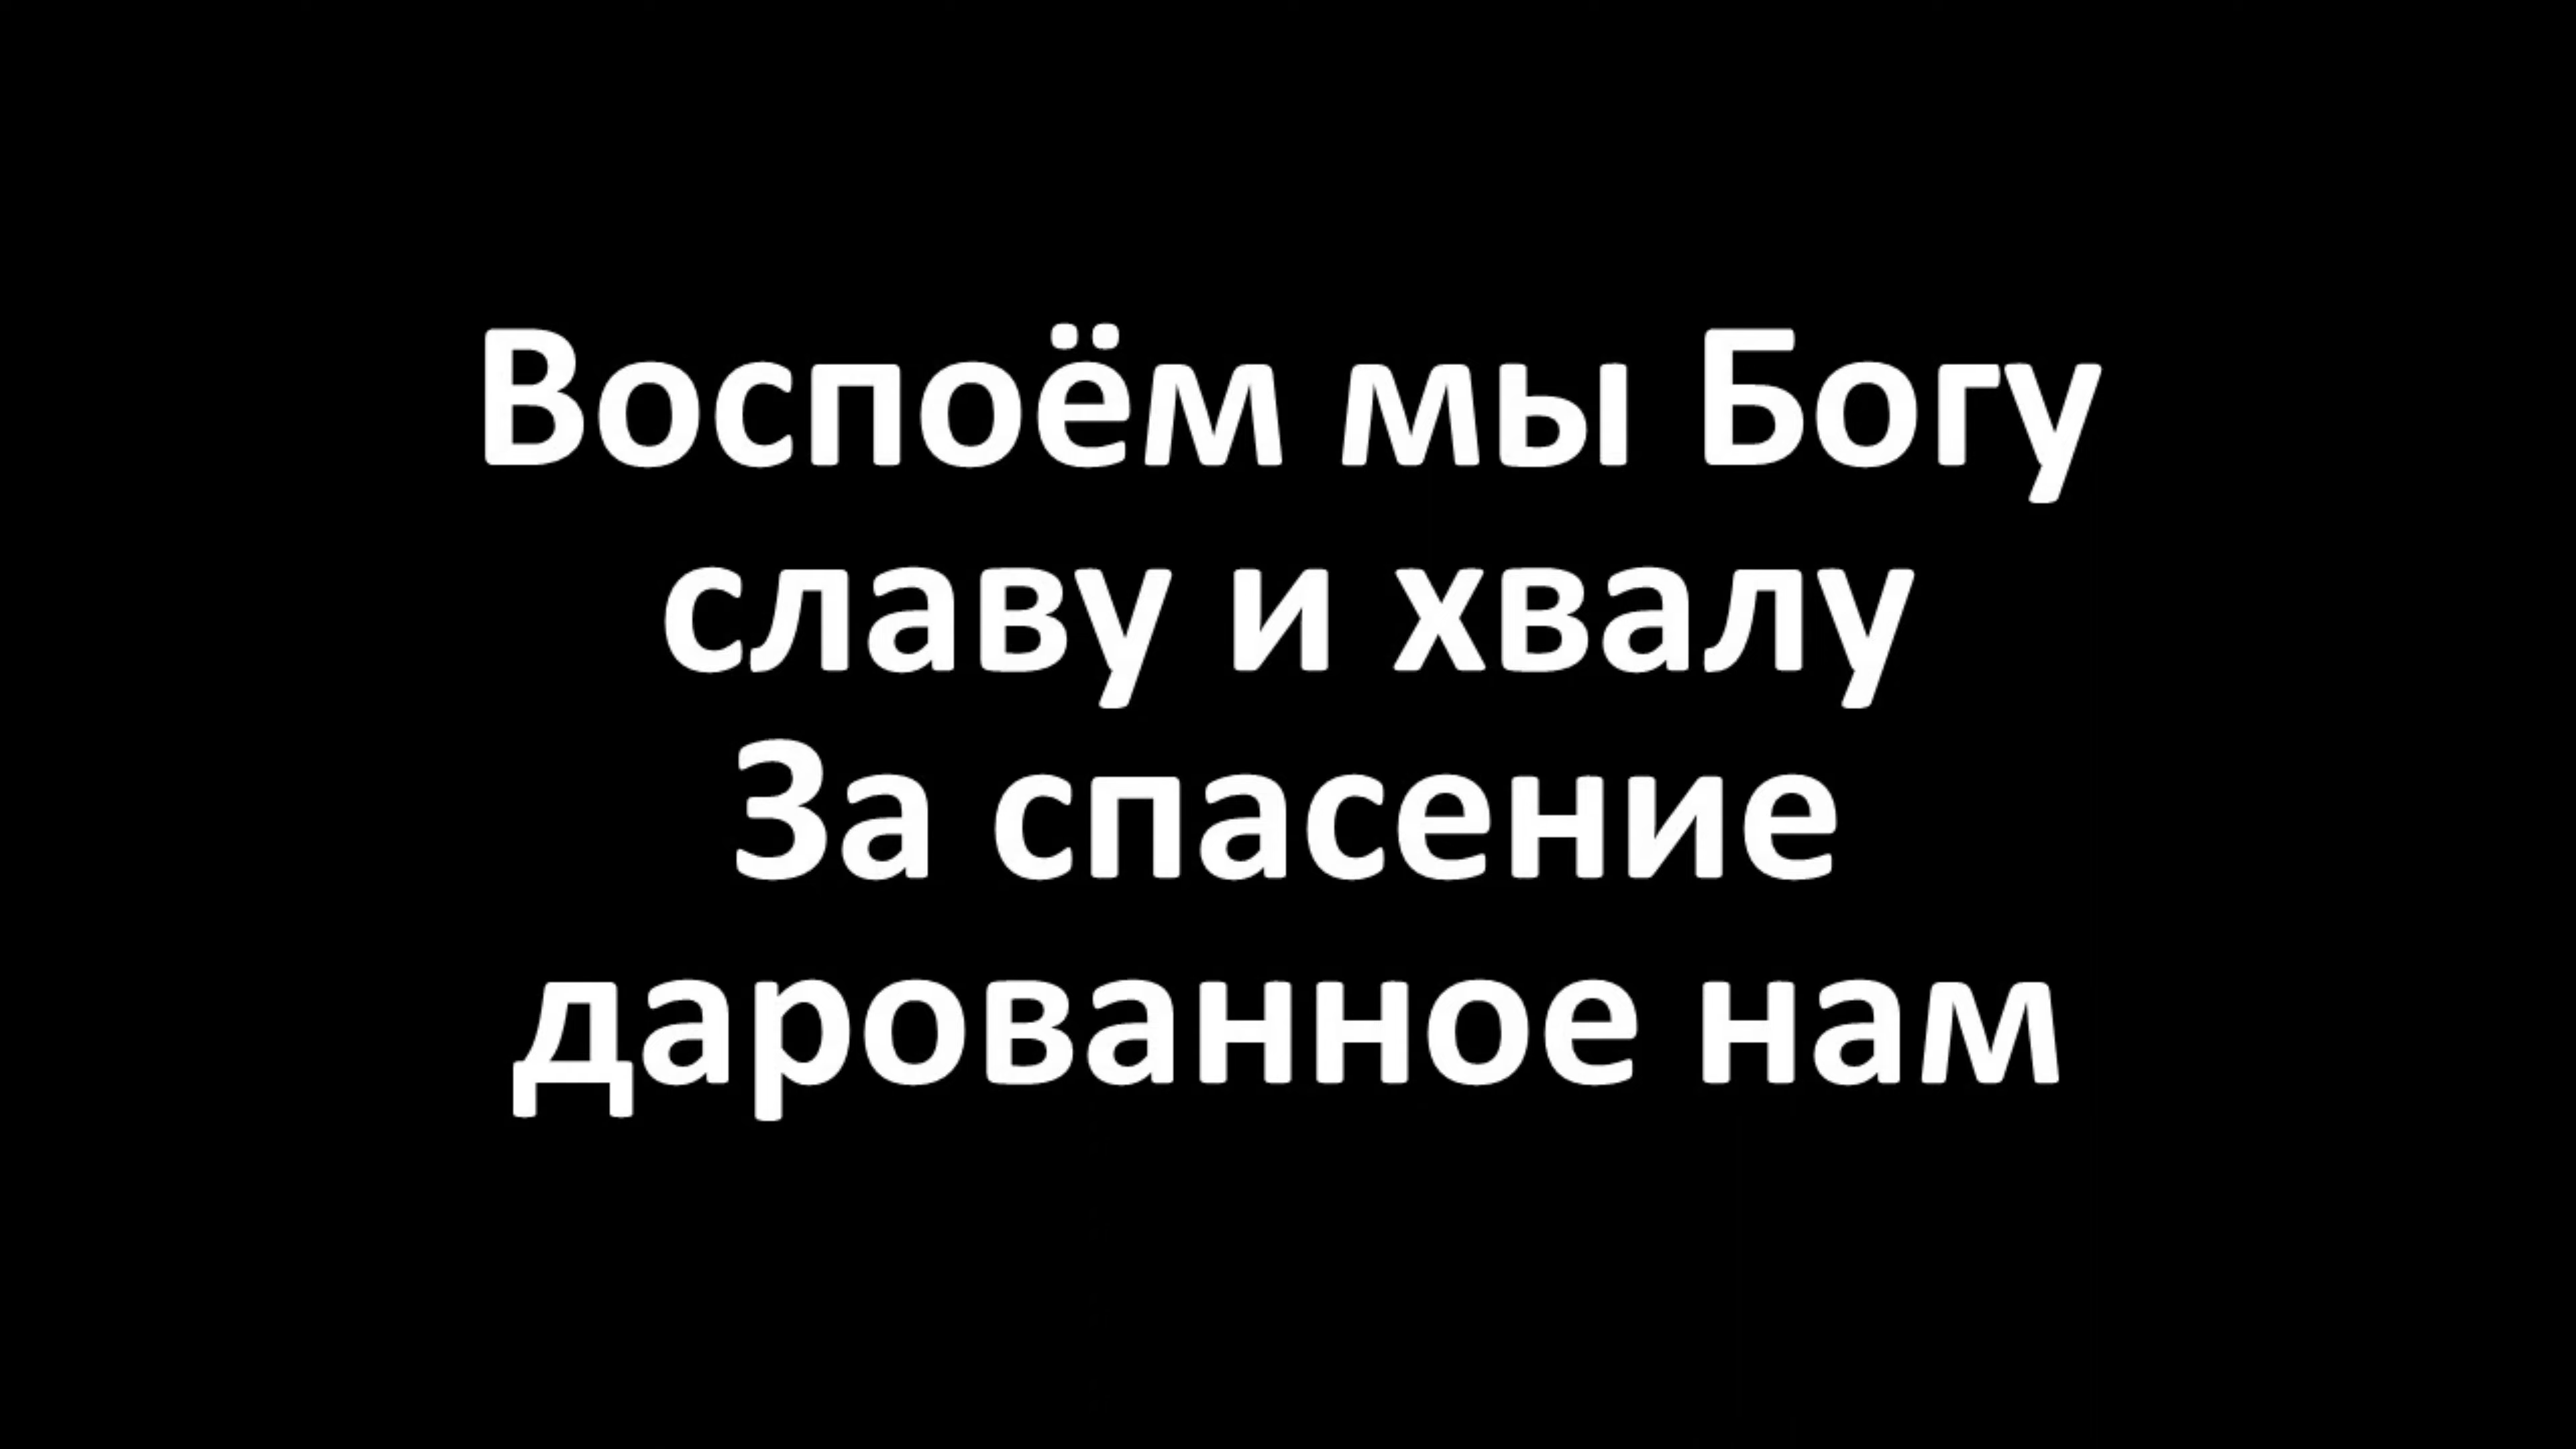 Воспоём мы Богу
славу и хвалу
За спасение
дарованное нам